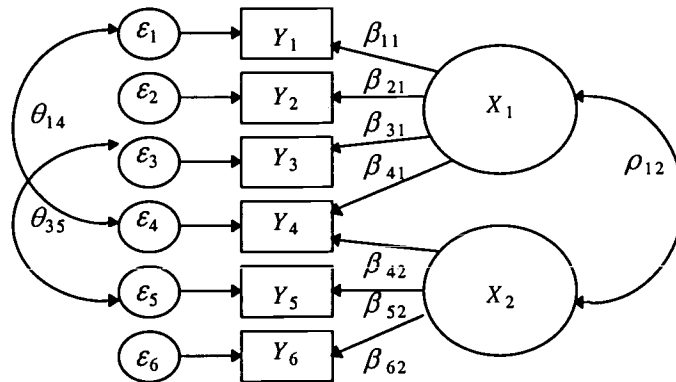 ε₁ Y₁ β₁₁
ε₂ Y₂ β₂₁ X₁
θ₁₄ β₃₁
ε₃ Y₃ β₄₁ ρ₁₂
θ₃₅ ε₄ Y₄
β₄₂
ε₅ Y₅ β₅₂ X₂
ε₆ Y₆ β₆₂